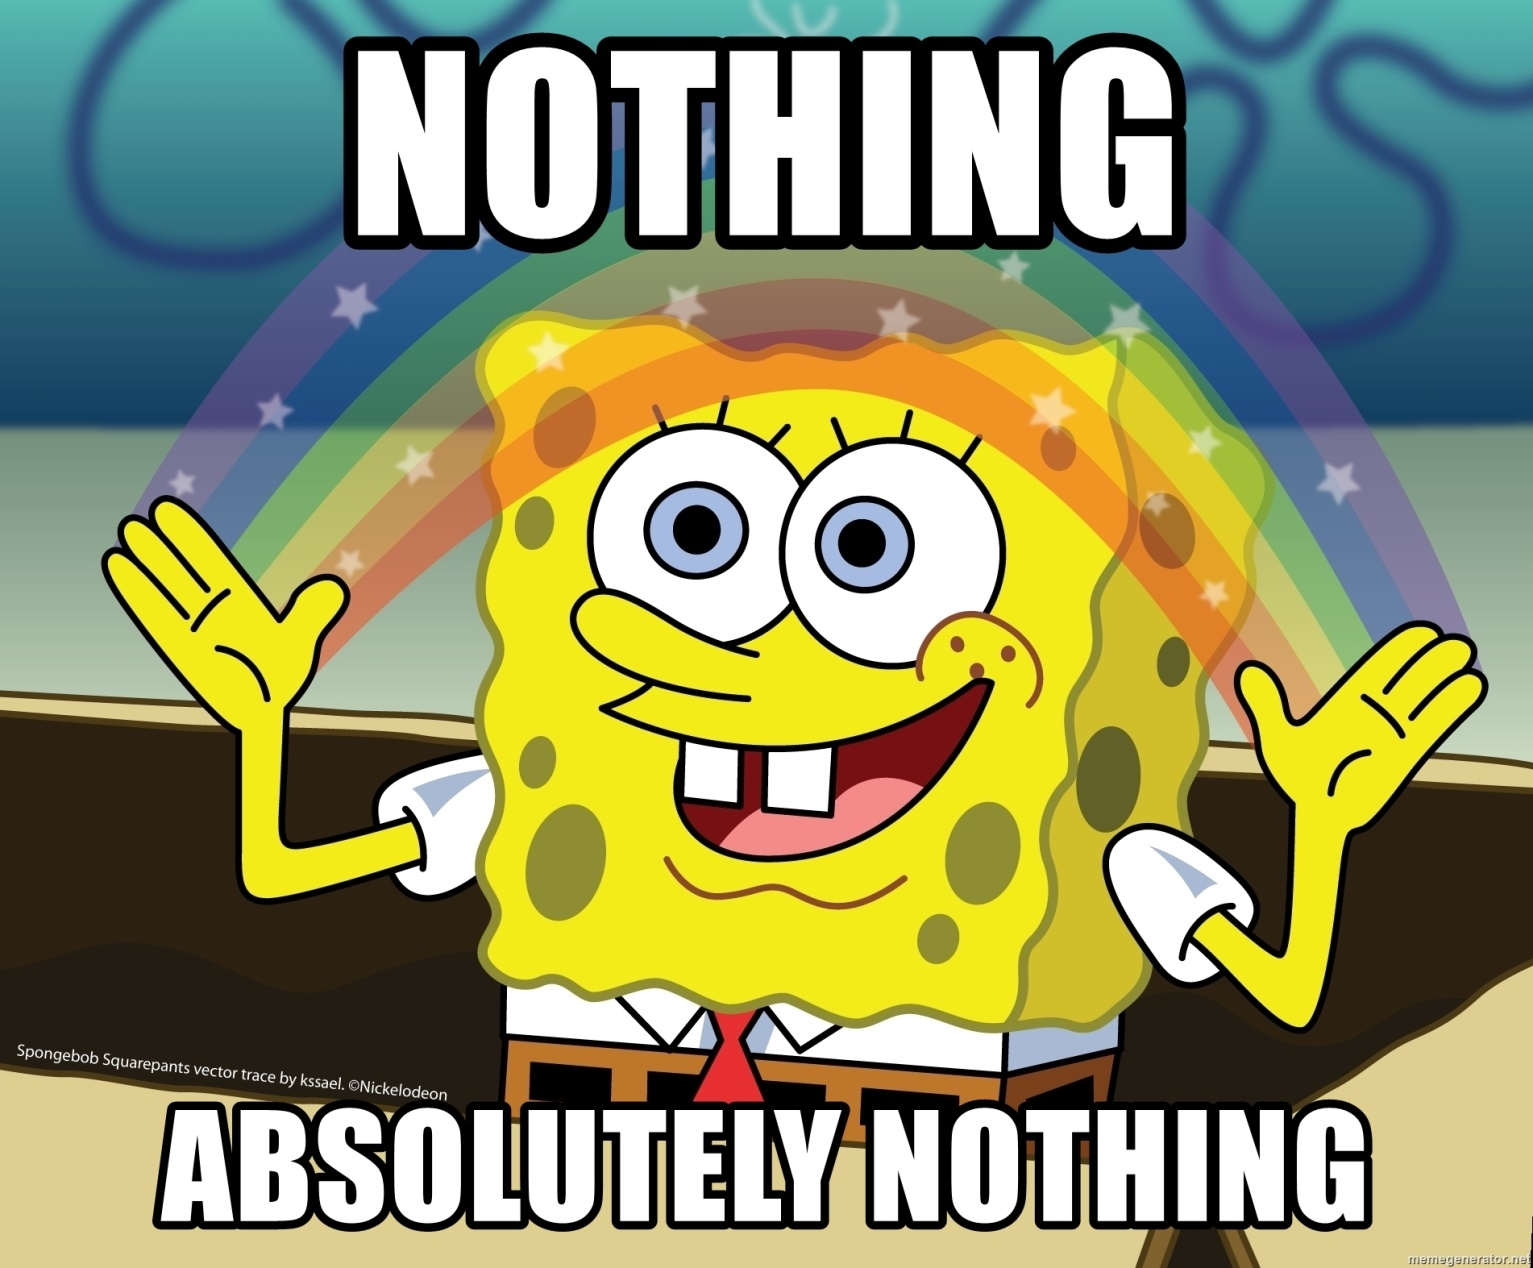 NOTHING
Spongebob Squarepants vector trace by kssael. ©Nickelodeon
ABSOLUTELY NOTHING
memegenerator.net